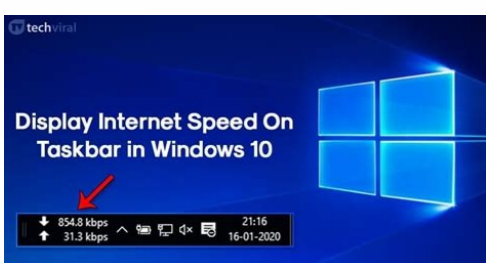 techviral
Display Internet Speed On
Taskbar in Windows 10
854.8 kbps
31.3 kbps
21:16
16-01-2020